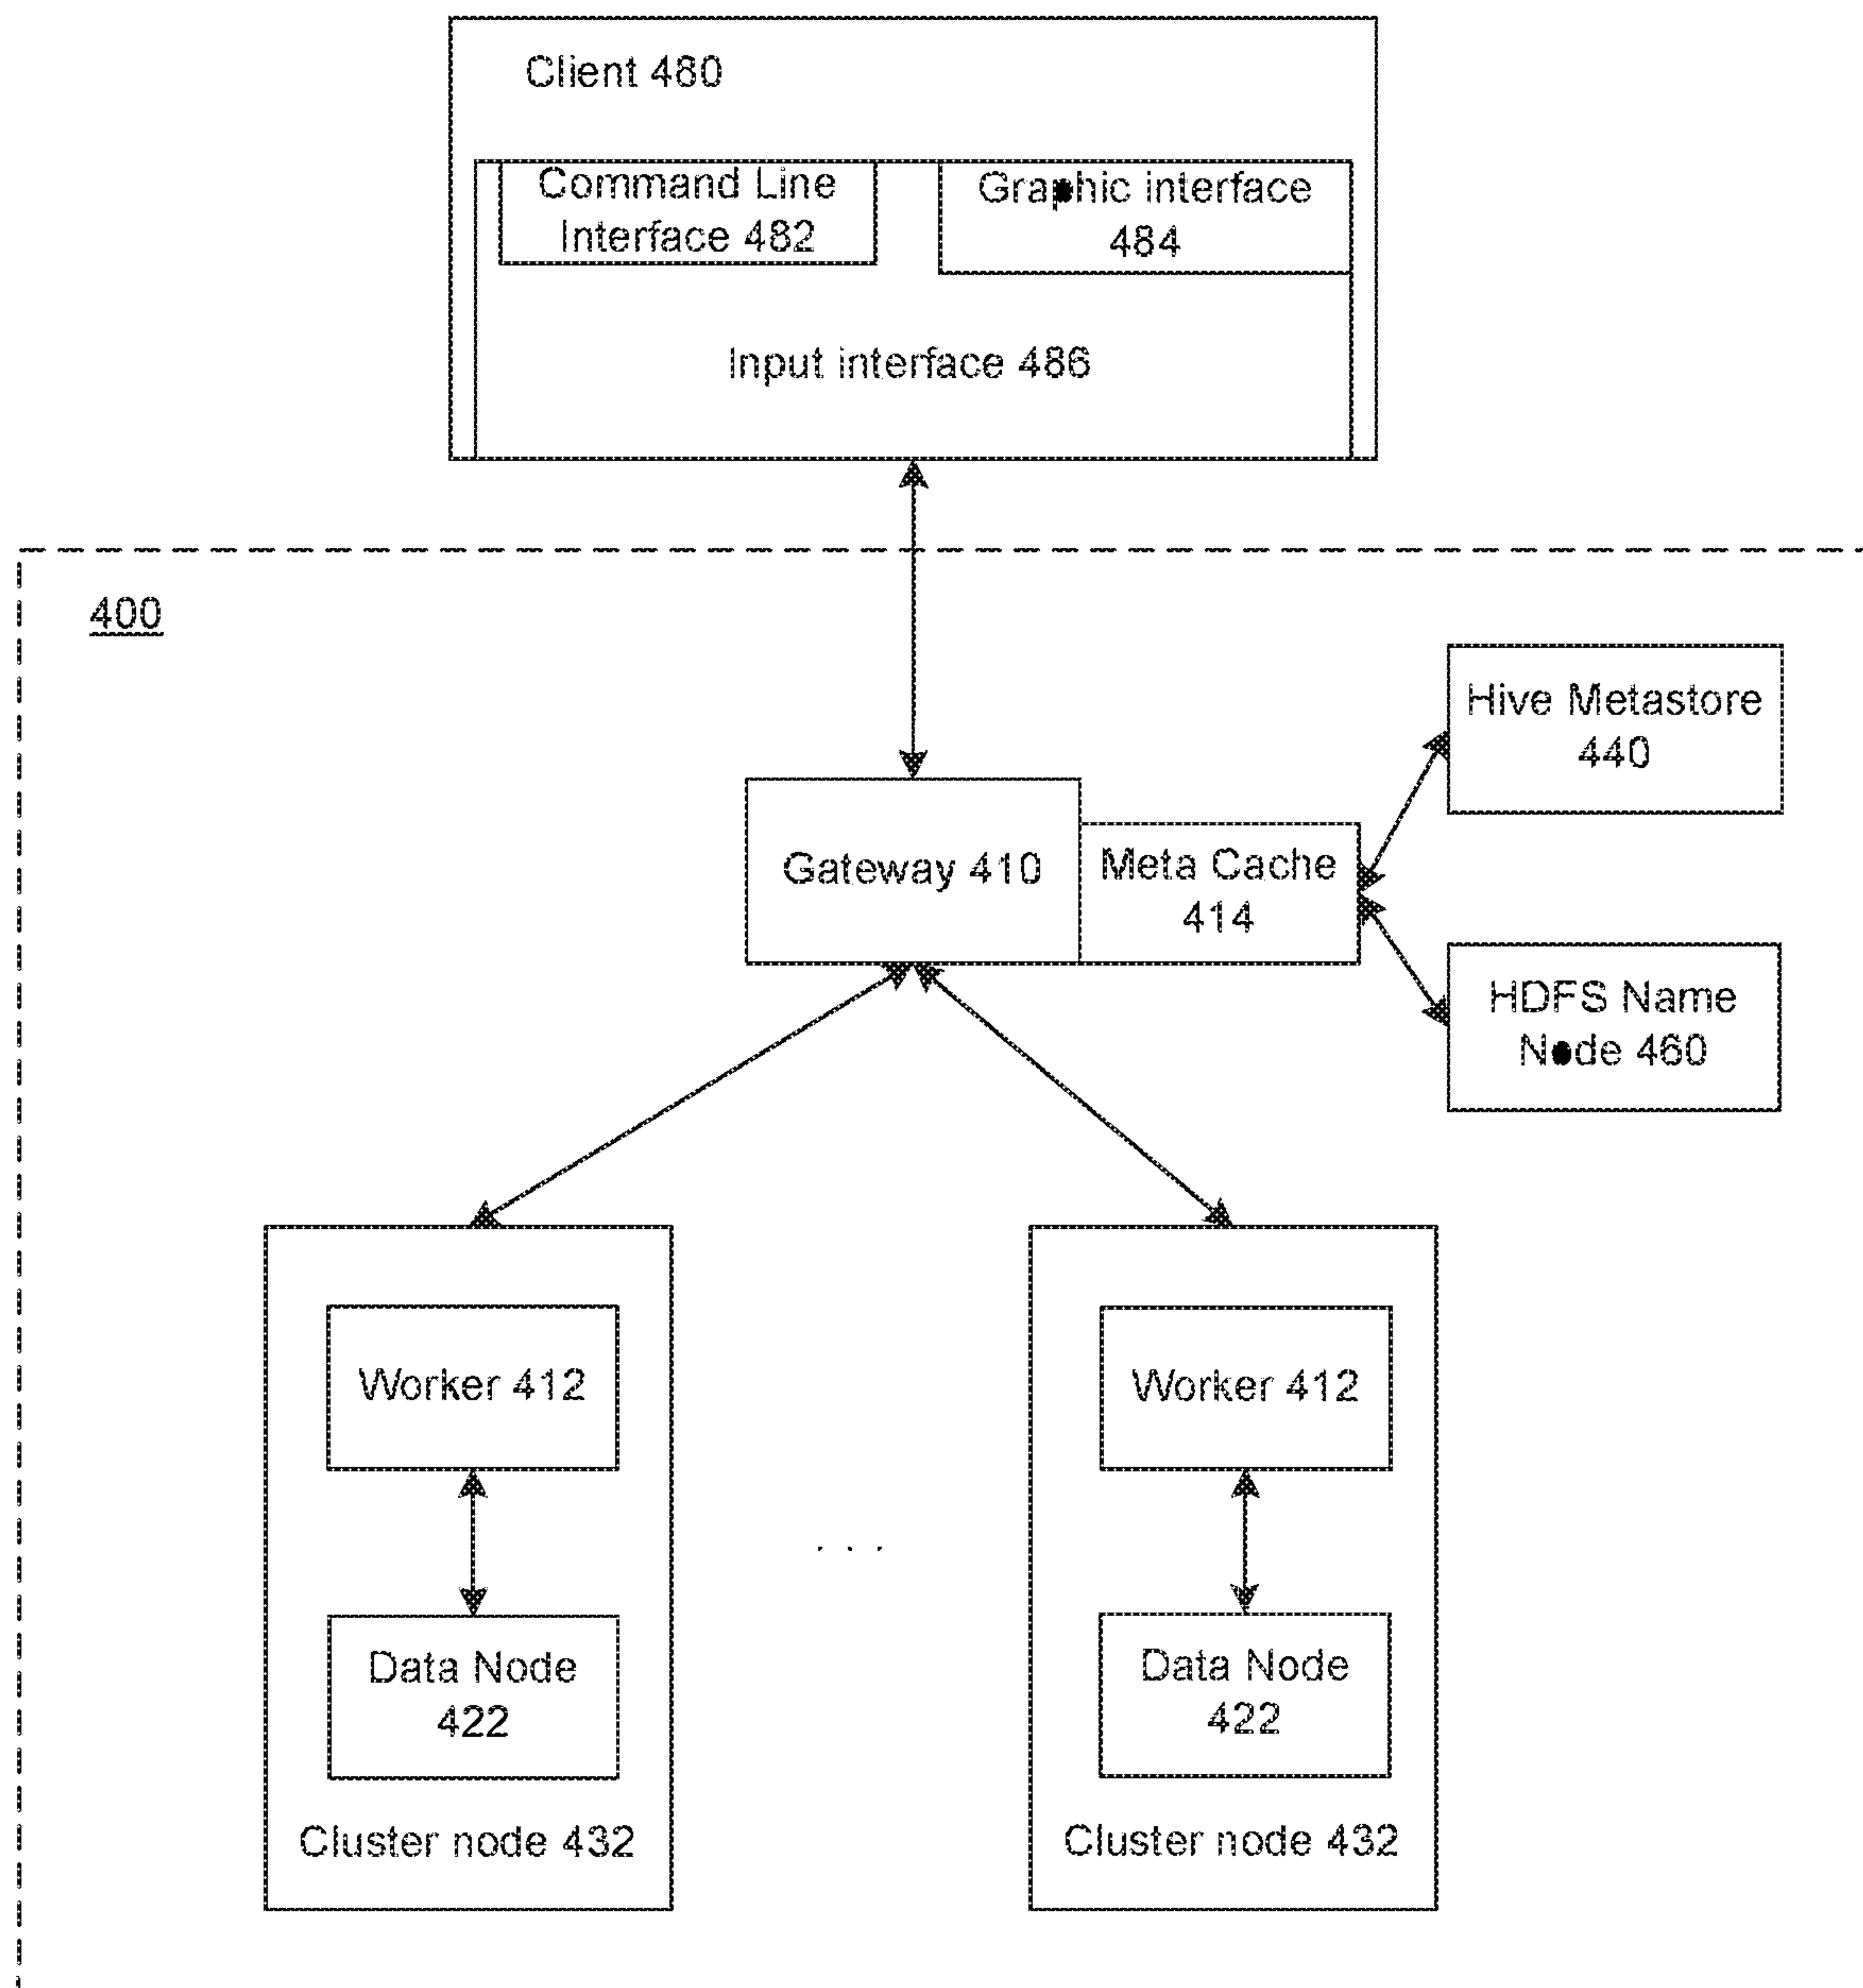 Client 480
Command Line
Interface 482
Graphic interface
484
Input interface 486
400
Hive Metastore
440
Gateway 410
Meta Cache
414
HDFS Name
Node 460
Worker 412
Data Node
422
Cluster node 432
. . .
Worker 412
Data Node
422
Cluster node 432